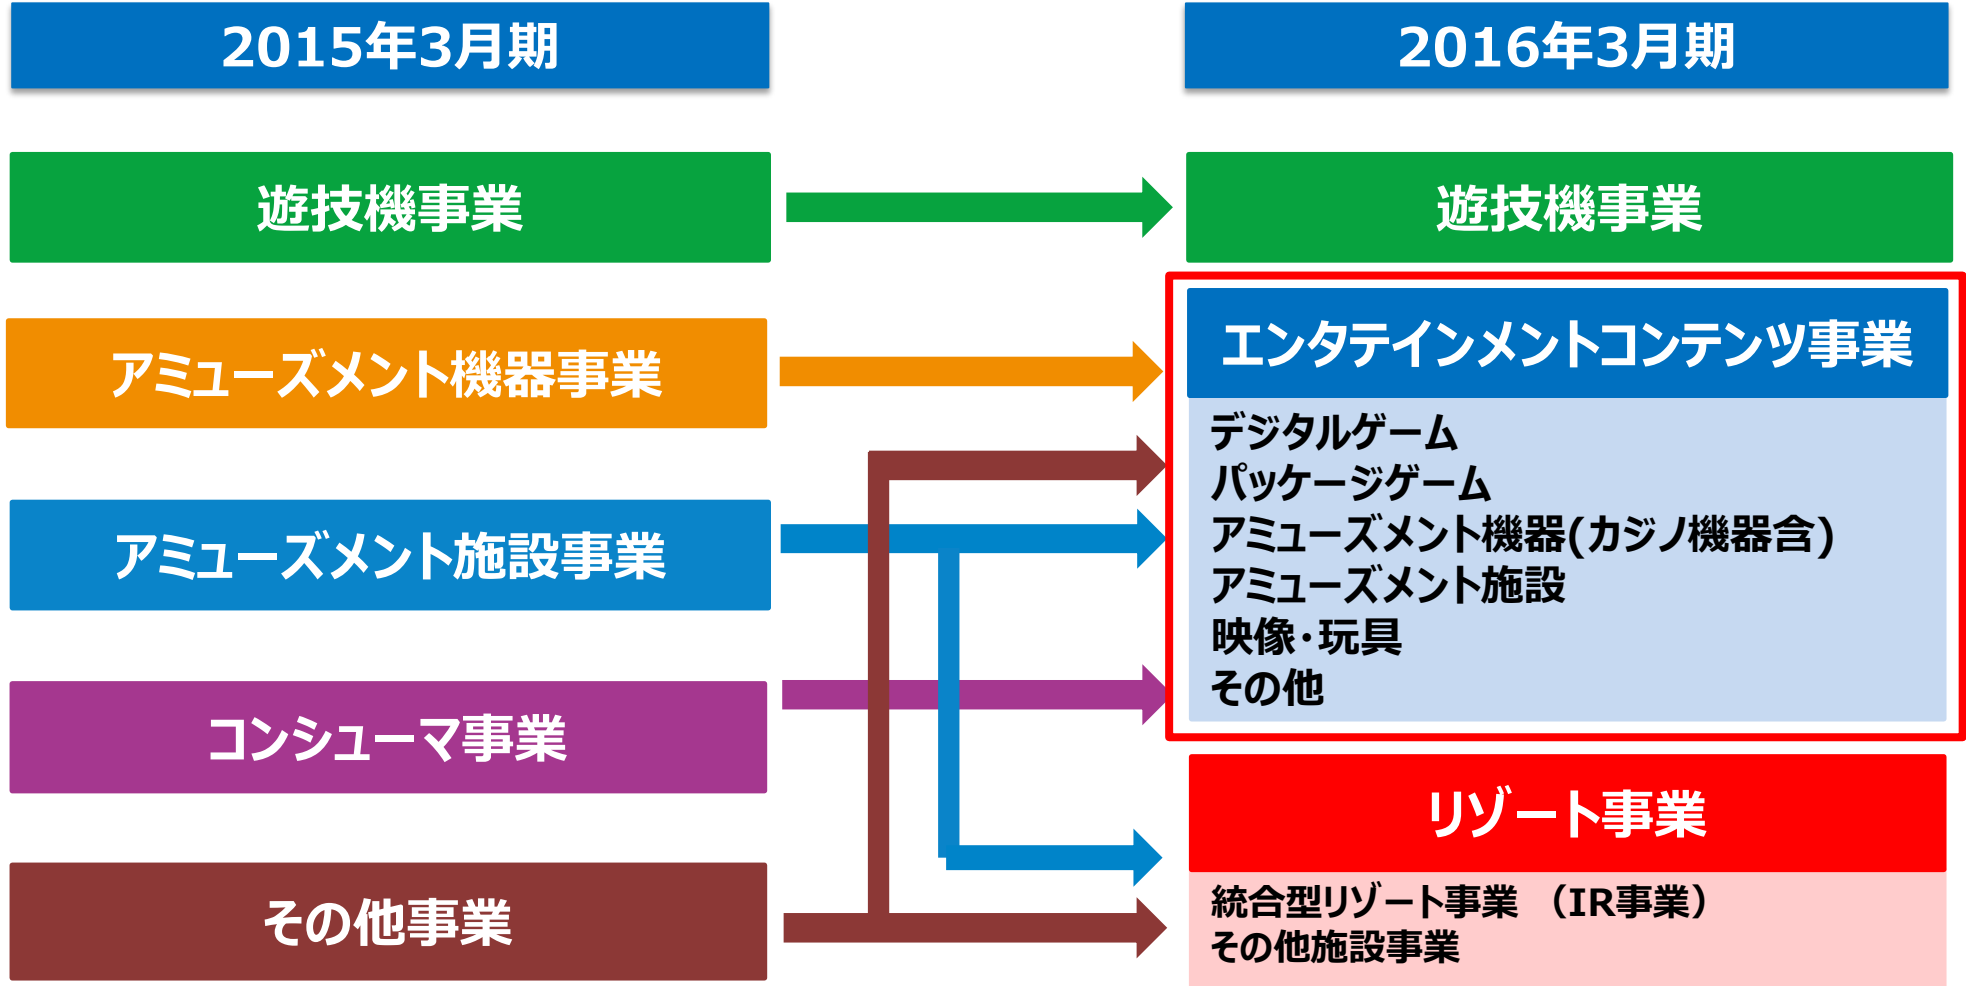 2015年3月期
2016年3月期
遊技機事業
遊技機事業
アミューズメント機器事業
アミューズメント施設事業
コンシューマ事業
その他事業
エンタテインメントコンテンツ事業
デジタルゲーム
パッケージゲーム
アミューズメント機器(カジノ機器含)
アミューズメント施設
映像・玩具
その他
リゾート事業
統合型リゾート事業 （IR事業）
その他施設事業